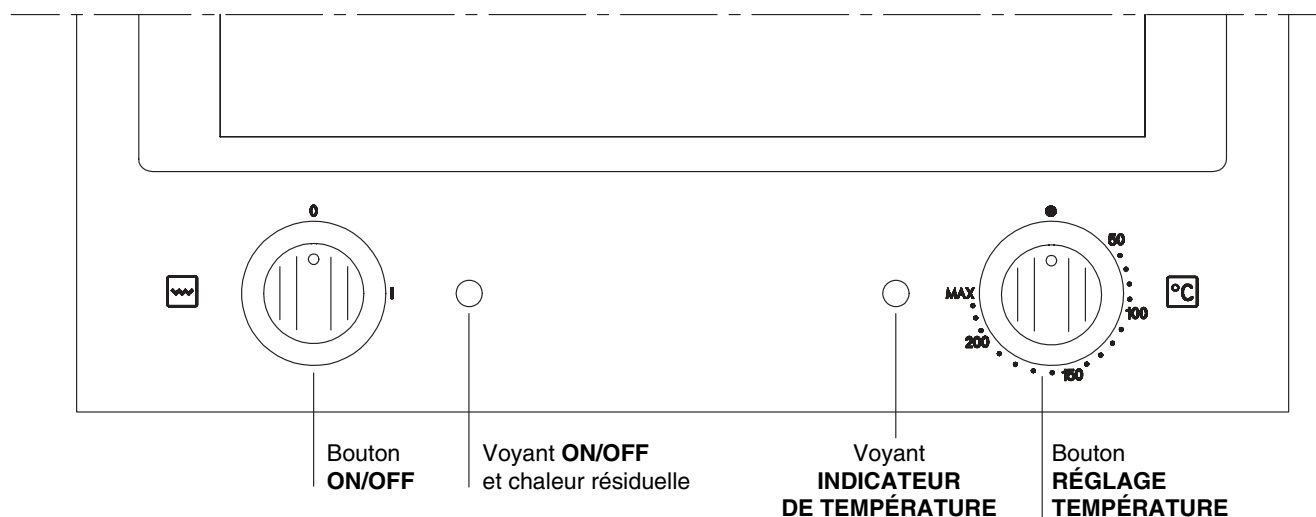 0
50
I
MAX
°C
100
200
150
Bouton
ON/OFF
Voyant ON/OFF
et chaleur résiduelle
Voyant
INDICATEUR
DE TEMPÉRATURE
Bouton
RÉGLAGE
TEMPÉRATURE